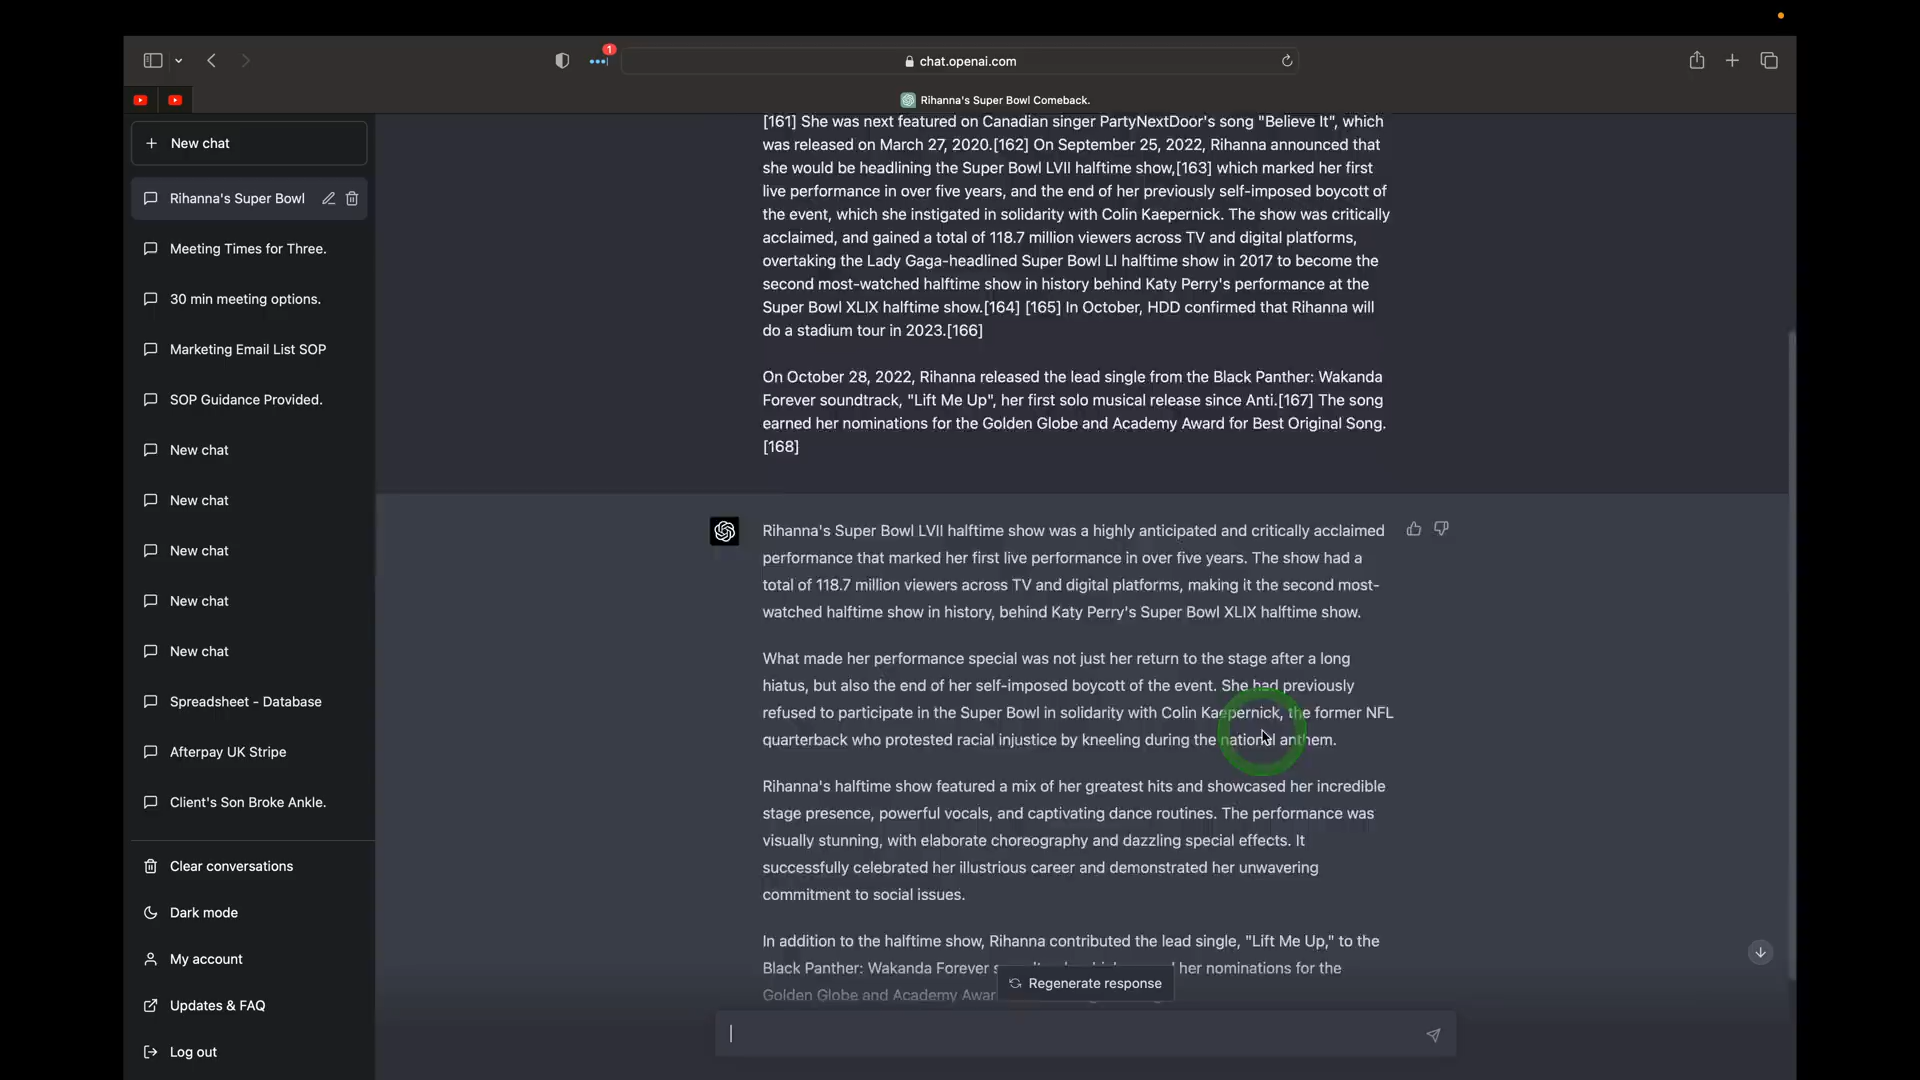 1
chat.openai.com
Rihanna's Super Bowl Comeback.
New chat
Rihanna's Super Bowl
Meeting Times for Three.
30 min meeting options.
Marketing Email List SOP
SOP Guidance Provided.
New chat
New chat
New chat
New chat
New chat
Spreadsheet - Database
Afterpay UK Stripe
Client's Son Broke Ankle.
Clear conversations
Dark mode
My account
Updates & FAQ
Log out
[161] She was next featured on Canadian singer PartyNextDoor's song "Believe It", which
was released on March 27, 2020.[162] On September 25, 2022, Rihanna announced that
she would be headlining the Super Bowl LVII halftime show,[163] which marked her first
live performance in over five years, and the end of her previously self-imposed boycott of
the event, which she instigated in solidarity with Colin Kaepernick. The show was critically
acclaimed, and gained a total of 118.7 million viewers across TV and digital platforms,
overtaking the Lady Gaga-headlined Super Bowl LI halftime show in 2017 to become the
second most-watched halftime show in history behind Katy Perry's performance at the
Super Bowl XLIX halftime show.[164] [165] In October, HDD confirmed that Rihanna will
do a stadium tour in 2023.[166]
On October 28, 2022, Rihanna released the lead single from the Black Panther: Wakanda
Forever soundtrack, "Lift Me Up", her first solo musical release since Anti.[167] The song
earned her nominations for the Golden Globe and Academy Award for Best Original Song.
[168]
Rihanna's Super Bowl LVII halftime show was a highly anticipated and critically acclaimed
performance that marked her first live performance in over five years. The show had a
total of 118.7 million viewers across TV and digital platforms, making it the second most-
watched halftime show in history, behind Katy Perry's Super Bowl XLIX halftime show.
What made her performance special was not just her return to the stage after a long
hiatus, but also the end of her self-imposed boycott of the event. She had previously
refused to participate in the Super Bowl in solidarity with Colin Kaepernick, the former NFL
quarterback who protested racial injustice by kneeling during the national anthem.
Rihanna's halftime show featured a mix of her greatest hits and showcased her incredible
stage presence, powerful vocals, and captivating dance routines. The performance was
visually stunning, with elaborate choreography and dazzling special effects. It
successfully celebrated her illustrious career and demonstrated her unwavering
commitment to social issues.
In addition to the halftime show, Rihanna contributed the lead single, "Lift Me Up," to the
Black Panther: Wakanda Forever her nominations for the
Golden Globe and Academy Awar
Regenerate response